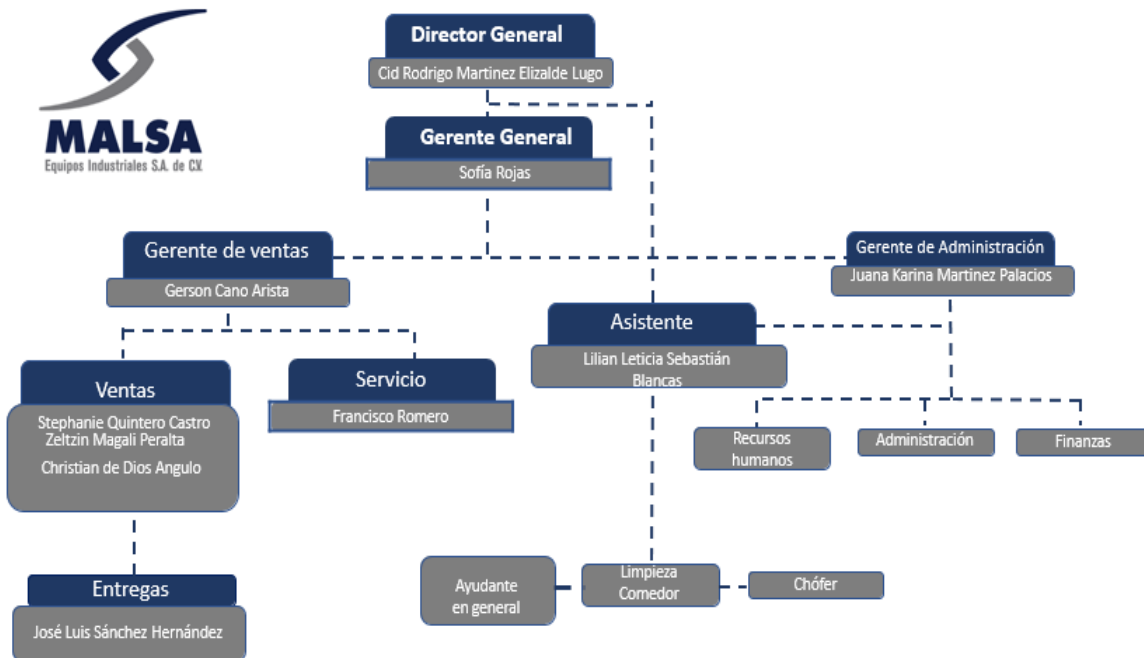 Director General
Cid Rodrigo Martinez Elizalde Lugo
MALSA
Equipos Industriales S.A. de C.V.
Gerente General
Sofía Rojas
Gerente de ventas
Gerson Cano Arista
Gerente de Administración
Juana Karina Martinez Palacios
Asistente
Lilian Leticia Sebastián
Blancas
Ventas
Stephanie Quintero Castro
Zeltzin Magali Peralta
Christian de Dios Angulo
Servicio
Francisco Romero
Recursos
humanos
Administración
Finanzas
Entregas
José Luis Sánchez Hernández
Ayudante
en general
Limpieza
Comedor
Chófer